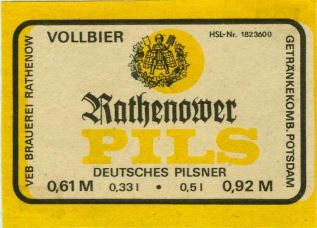 VOLLBIER
HSL-Nr. 1823600
VEB BRAUEREI RATHENOW
GETRÄNKEKOMB. POTSDAM
Rathenower
PILS
DEUTSCHES PILSNER
0,61 M 0,33 l • 0,5 l 0,92 M